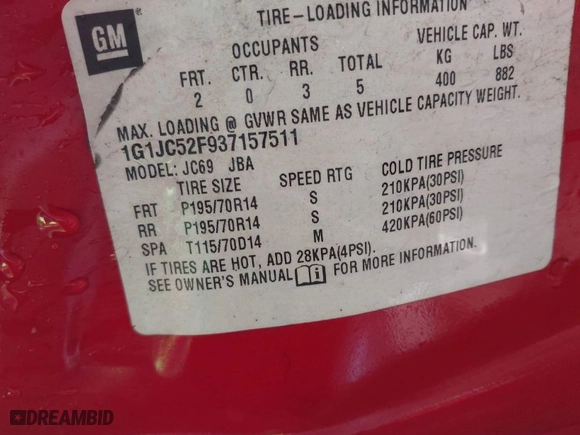 GM
TIRE-LOADING INFORMATION
OCCUPANTS VEHICLE CAP. WT.
FRT. CTR. RR. TOTAL KG LBS
2 0 3 5 400 882
MAX. LOADING @ GVWR SAME AS VEHICLE CAPACITY WEIGHT.
1G1JC52F937157511
MODEL: JC69 JBA
TIRE SIZE SPEED RTG COLD TIRE PRESSURE
FRT P195/70R14 S 210KPA(30PSI)
RR P195/70R14 S 210KPA(30PSI)
SPA T115/70D14 M 420KPA(60PSI)
IF TIRES ARE HOT, ADD 28KPA(4PSI).
SEE OWNER'S MANUAL FOR MORE INFORMATION.
DREAMBID